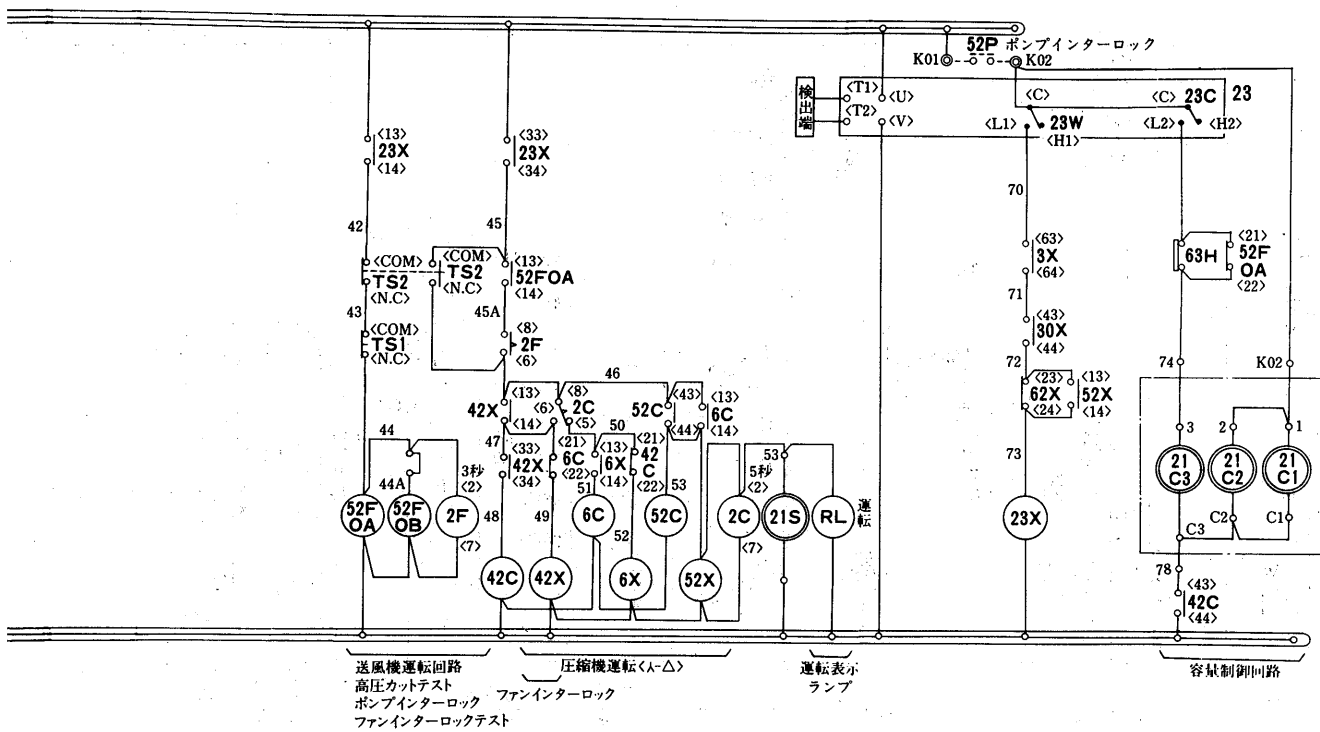 52P ポンプインターロック
K01
K02
検出端
<T1>
<U>
<T2>
<V>
<C>
<C>
23C
23
<L1>
23W
<H1>
<L2>
<H2>
<13>
23X
<14>
<33>
23X
<34>
42
45
70
<COM>
TS2
<N.C>
<COM>
TS2
<N.C>
<13>
52FOA
<14>
<63>
3X
<64>
63H
<21>
52F
OA
<22>
43
45A
71
<COM>
TS1
<N.C>
<8>
2F
<6>
<43>
30X
<44>
72
74
K02
46
<13>
42X
<14>
<8>
<6>
2C
<5>
52C
<43>
<44>
<13>
6C
<14>
<23>
62X
<24>
<13>
52X
<14>
44
47
<33>
42X
<34>
<21>
6C
<22>
50
<13>
6X
<14>
<21>
42
C
<22>
53
73
3
2
1
44A
3秒
<2>
51
53
5秒
<2>
52F
OA
52F
OB
2F
<7>
48
49
6C
52
52C
2C
<7>
21S
RL
運転
23X
21
C3
21
C2
21
C1
C3
C2
C1
42C
42X
6X
52X
78
<43>
42C
<44>
送風機運転回路
高圧カットテスト
ポンプインターロック
ファンインターロックテスト
ファンインターロック
圧縮機運転<人-△>
運転表示
ランプ
容量制御回路